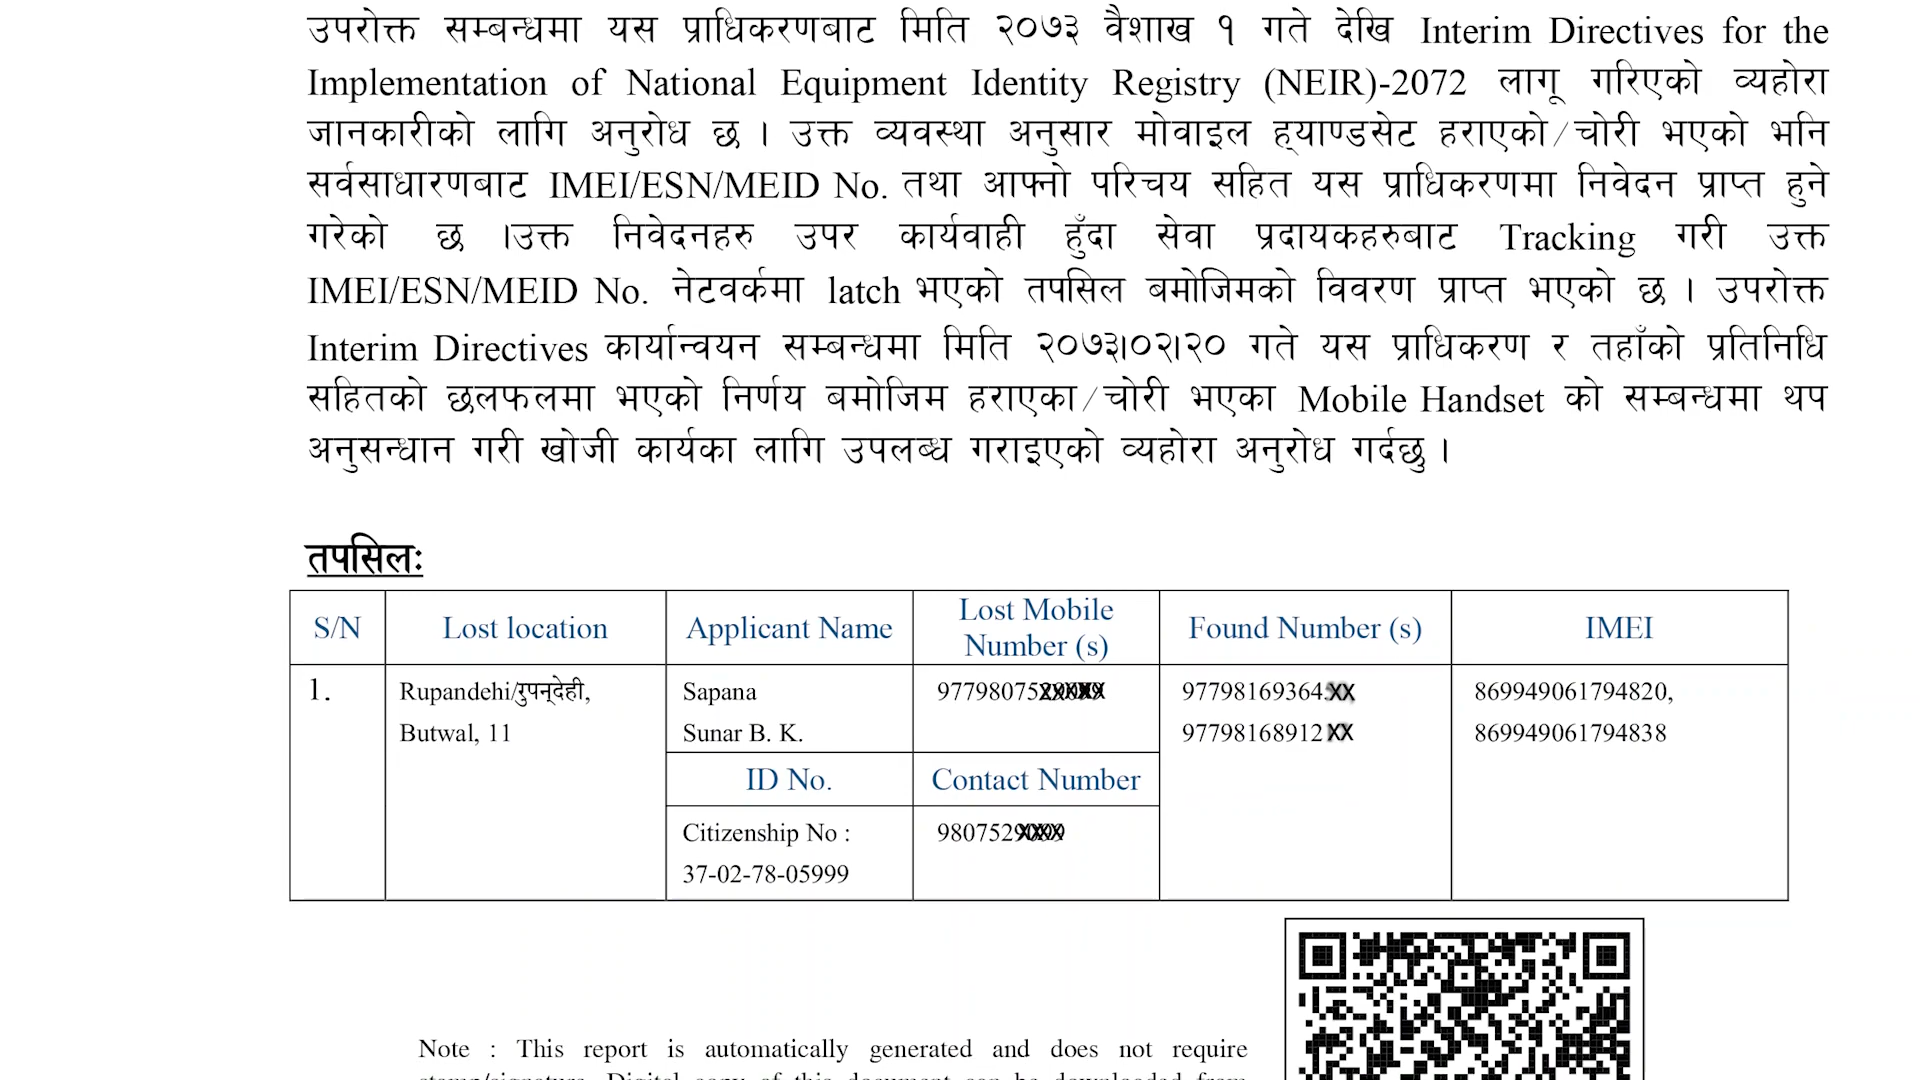 उपरोक्त सम्बन्धमा यस प्राधिकरणबाट मिति २०७३ वैशाख १ गते देखि Interim Directives for the
Implementation of National Equipment Identity Registry (NEIR)-2072 लागू गरिएको व्यहोरा
जानकारीको लागि अनुरोध छ । उक्त व्यवस्था अनुसार मोवाइल ह्याण्डसेट हराएको/चोरी भएको भनि
सर्वसाधारणबाट IMEI/ESN/MEID No. तथा आफ्नो परिचय सहित यस प्राधिकरणमा निवेदन प्राप्त हुने
गरेको छ ।उक्त निवेदनहरु उपर कार्यवाही हुँदा सेवा प्रदायकहरुबाट Tracking गरी उक्त
IMEI/ESN/MEID No. नेटवर्कमा latch भएको तपसिल बमोजिमको विवरण प्राप्त भएको छ । उपरोक्त
Interim Directives कार्यान्वयन सम्बन्धमा मिति २०७३।०२।२० गते यस प्राधिकरण र तहाँको प्रतिनिधि
सहितको छलफलमा भएको निर्णय बमोजिम हराएका/चोरी भएका Mobile Handset को सम्बन्धमा थप
अनुसन्धान गरी खोजी कार्यका लागि उपलब्ध गराइएको व्यहोरा अनुरोध गर्दछु ।
तपसिलः
S/N Lost location Applicant Name Lost Mobile Number (s) Found Number (s) IMEI
1. Rupandehi/रुपन्देही, Sapana 97798169364 XX 869949061794820,
Butwal, 11 Sunar B. K. 97798168912 XX 869949061794838
ID No. Contact Number
Citizenship No :
37-02-78-05999
Note : This report is automatically generated and does not require